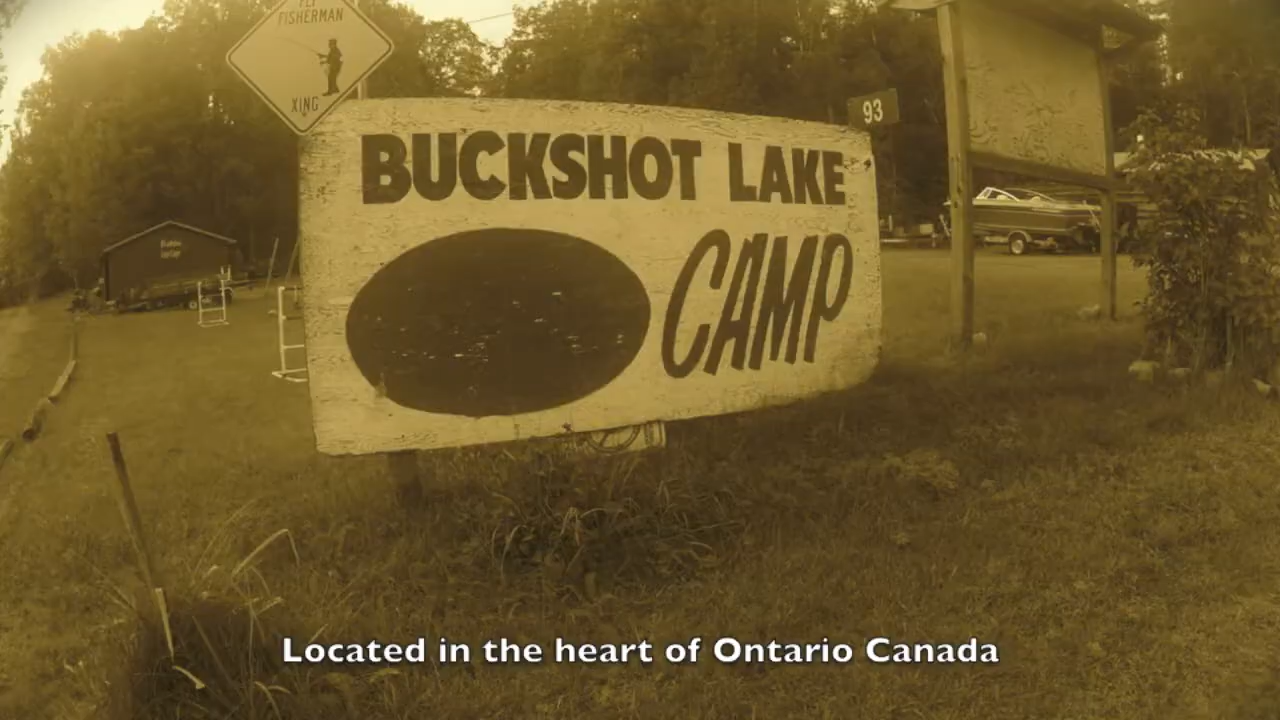 FLY
FISHERMAN
XING
93
BUCKSHOT LAKE
CAMP
Located in the heart of Ontario Canada